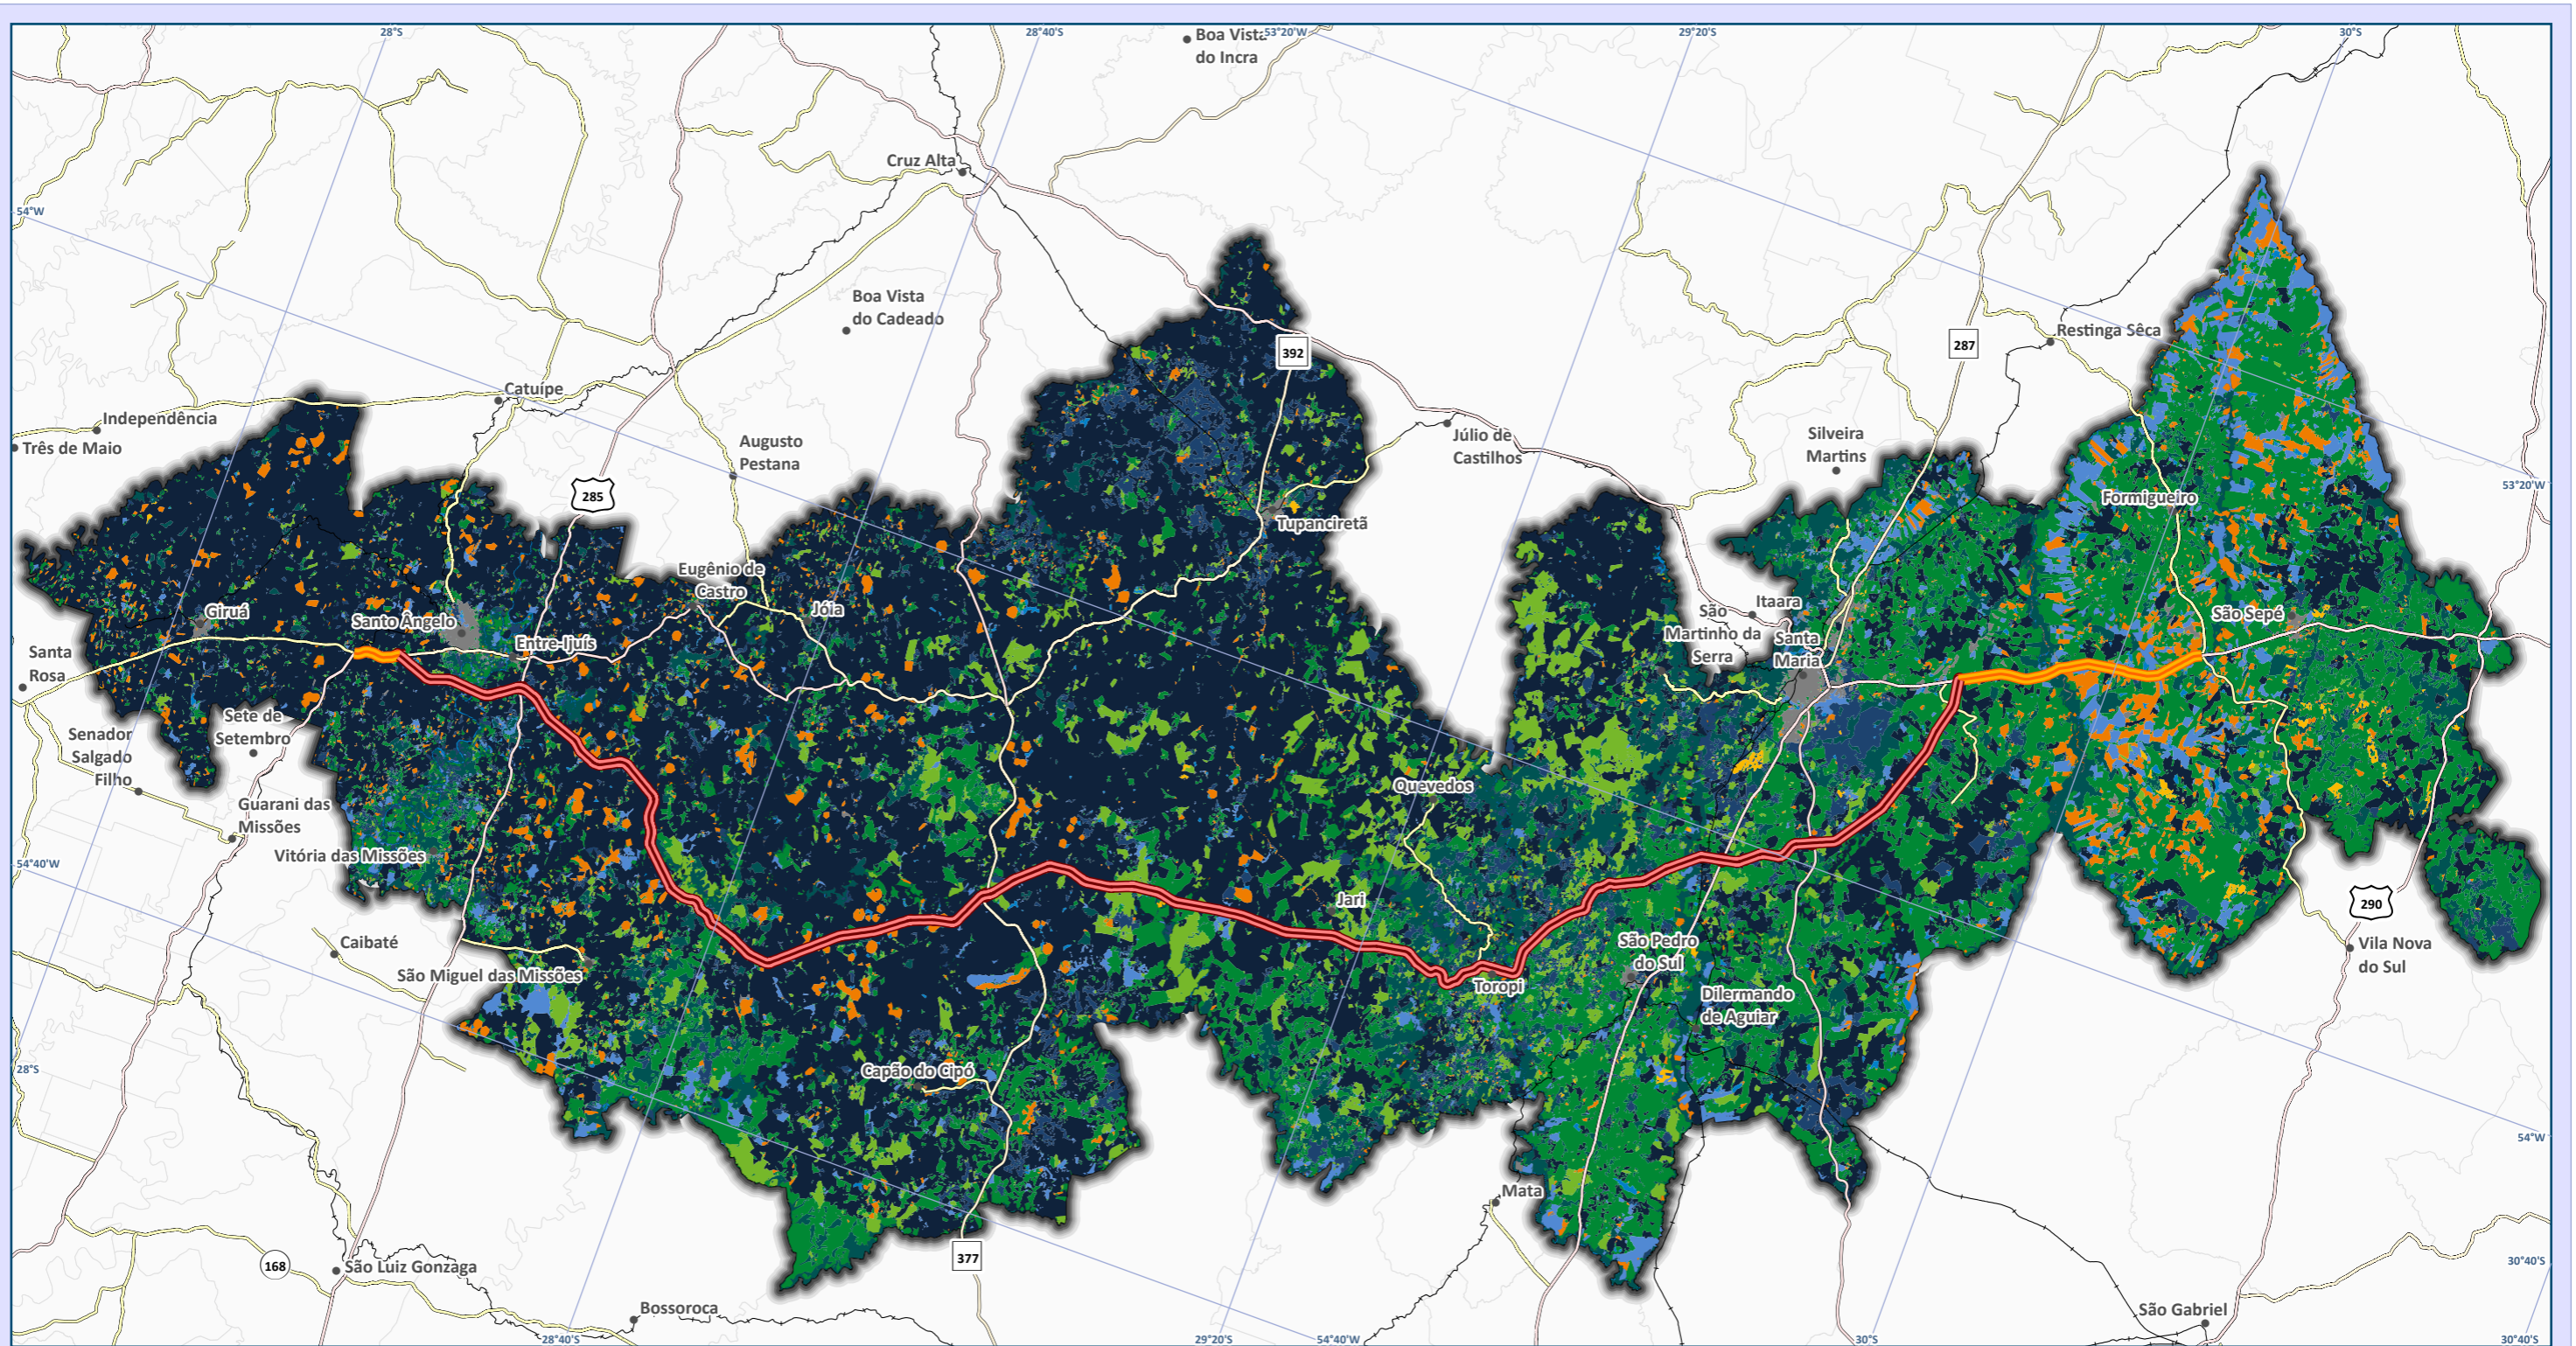 28°S
28°40'S
Boa Vista
do Incra
53°20'W
29°20'S
30°S
Cruz Alta
54°W
Boa Vista
do Cadeado
392
287
Restinga Sêca
Catuípe
Independência
Três de Maio
Augusto
Pestana
Júlio de
Castilhos
Silveira
Martins
285
53°20'W
Formigueiro
Tupanciretã
Eugênio de
Castro
Jóia
Giruá
Santo Ângelo
Entre-Ijuís
São
Martinho da
Serra
Itaara
Santa
Maria
São Sepé
Santa
Rosa
Sete de
Setembro
Senador
Salgado
Filho
Guarani das
Missões
Quevedos
54°40'W
Vitória das Missões
Jari
290
Caibaté
São Miguel das Missões
São Pedro
do Sul
Toropi
Vila Nova
do Sul
Dilermando
de Aguiar
28°S
Capão do Cipó
54°W
Mata
168
São Luiz Gonzaga
377
30°40'S
Bossoroca
São Gabriel
28°40'S
29°20'S
54°40'W
30°S
30°40'S